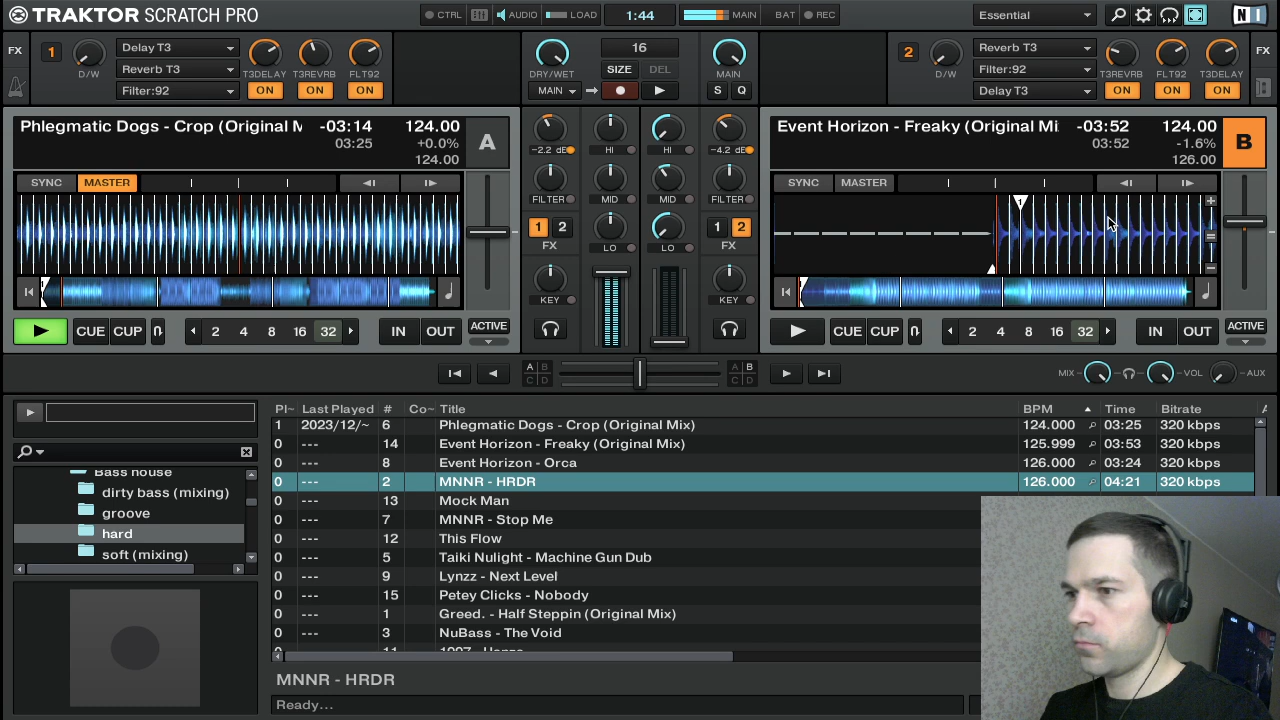 TRAKTOR SCRATCH PRO
CTRL AUDIO LOAD 1:44 MAIN BAT REC Essential NI
FX 1 D/W Delay T3 Reverb T3 Filter:92 T3DELAY T3REVRB FLT92 ON ON ON
DRY/WET MAIN 16 SIZE DEL MAIN S Q
2 D/W Reverb T3 Filter:92 Delay T3 T3REVRB FLT92 T3DELAY ON ON ON FX
Phlegmatic Dogs - Crop (Original M -03:14 124.00 A
03:25 +0.0%
124.00
SYNC MASTER
-2.2 dB HI HI -4.2 dB
FILTER MID MID FILTER
1 2 FX LO LO 1 2 FX
KEY KEY
Event Horizon - Freaky (Original Mi -03:52 124.00 B
03:52 -1.6%
126.00
SYNC MASTER
1
CUE CUP 2 4 8 16 32 IN OUT ACTIVE
CUE CUP 2 4 8 16 32 IN OUT ACTIVE
A B C D A B C D MIX VOL AUX
Pl~ Last Played # Co~ Title BPM Time Bitrate
1 2023/12/~ 6 Phlegmatic Dogs - Crop (Original Mix) 124.000 03:25 320 kbps
0 --- 14 Event Horizon - Freaky (Original Mix) 125.999 03:53 320 kbps
0 --- 8 Event Horizon - Orca 126.000 03:24 320 kbps
0 --- 2 MNNR - HRDR 126.000 04:21 320 kbps
0 --- 13 Mock Man
0 --- 7 MNNR - Stop Me
0 --- 12 This Flow
0 --- 5 Taiki Nulight - Machine Gun Dub
0 --- 9 Lynzz - Next Level
0 --- 15 Petey Clicks - Nobody
0 --- 1 Greed. - Half Steppin (Original Mix)
0 --- 3 NuBass - The Void
Bass house
dirty bass (mixing)
groove
hard
soft (mixing)
MNNR - HRDR
Ready...